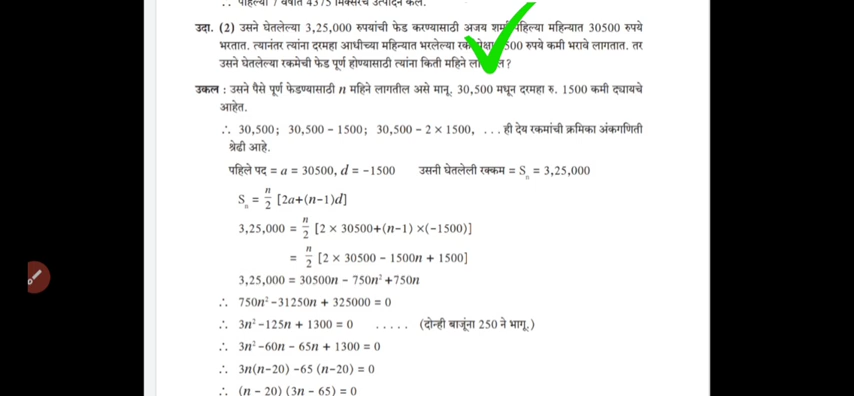 ∴ पहिल्या 7 वर्षात 4375 मिक्सरचे उत्पादन केले.
उदा. (2) उसने घेतलेल्या 3,25,000 रुपयांची फेड करण्यासाठी अजय शर्मा पहिल्या महिन्यात 30500 रुपये
भरतात. त्यानंतर त्यांना दरमहा आधीच्या महिन्यात भरलेल्या 1500 रुपये कमी भरावे लागतात. तर
उसने घेतलेल्या रकमेची फेड पूर्ण होण्यासाठी त्यांना किती महिने
उकल : उसने पैसे पूर्ण फेडण्यासाठी n महिने लागतील असे मानू. 30,500 मधून दरमहा रु. 1500 कमी द्यायचे
आहेत.
∴ 30,500; 30,500 − 1500; 30,500 − 2 × 1500, ... ही देय रकमांची क्रमिका अंकगणिती
श्रेढी आहे.
पहिले पद = a = 30500, d = −1500 उसनी घेतलेली रक्कम = Sₙ = 3,25,000
Sₙ = n/2 [2a+(n−1)d]
3,25,000 = n/2 [2 × 30500+(n−1) ×(−1500)]
= n/2 [2 × 30500 − 1500n + 1500]
3,25,000 = 30500n − 750n² +750n
∴ 750n²−31250n + 325000 = 0
∴ 3n²−125n + 1300 = 0 ..... (दोन्ही बाजूंना 250 ने भागू.)
∴ 3n²−60n − 65n + 1300 = 0
∴ 3n(n−20) −65 (n−20) = 0
∴ (n − 20) (3n − 65) = 0